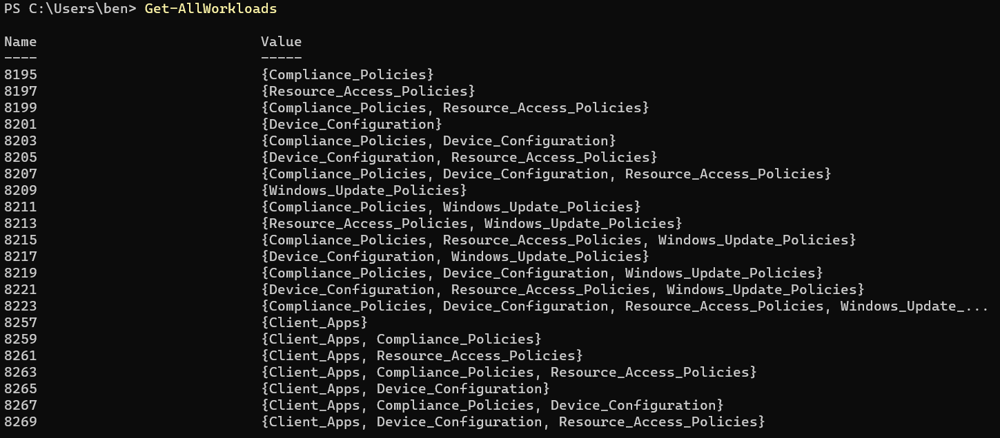 PS C:\Users\ben> Get-AllWorkloads
Name Value
---- -----
8195 {Compliance_Policies}
8197 {Resource_Access_Policies}
8199 {Compliance_Policies, Resource_Access_Policies}
8201 {Device_Configuration}
8203 {Compliance_Policies, Device_Configuration}
8205 {Device_Configuration, Resource_Access_Policies}
8207 {Compliance_Policies, Device_Configuration, Resource_Access_Policies}
8209 {Windows_Update_Policies}
8211 {Compliance_Policies, Windows_Update_Policies}
8213 {Resource_Access_Policies, Windows_Update_Policies}
8215 {Compliance_Policies, Resource_Access_Policies, Windows_Update_Policies}
8217 {Device_Configuration, Windows_Update_Policies}
8219 {Compliance_Policies, Device_Configuration, Windows_Update_Policies}
8221 {Device_Configuration, Resource_Access_Policies, Windows_Update_Policies}
8223 {Compliance_Policies, Device_Configuration, Resource_Access_Policies, Windows_Update_...
8257 {Client_Apps}
8259 {Client_Apps, Compliance_Policies}
8261 {Client_Apps, Resource_Access_Policies}
8263 {Client_Apps, Compliance_Policies, Resource_Access_Policies}
8265 {Client_Apps, Device_Configuration}
8267 {Client_Apps, Compliance_Policies, Device_Configuration}
8269 {Client_Apps, Device_Configuration, Resource_Access_Policies}